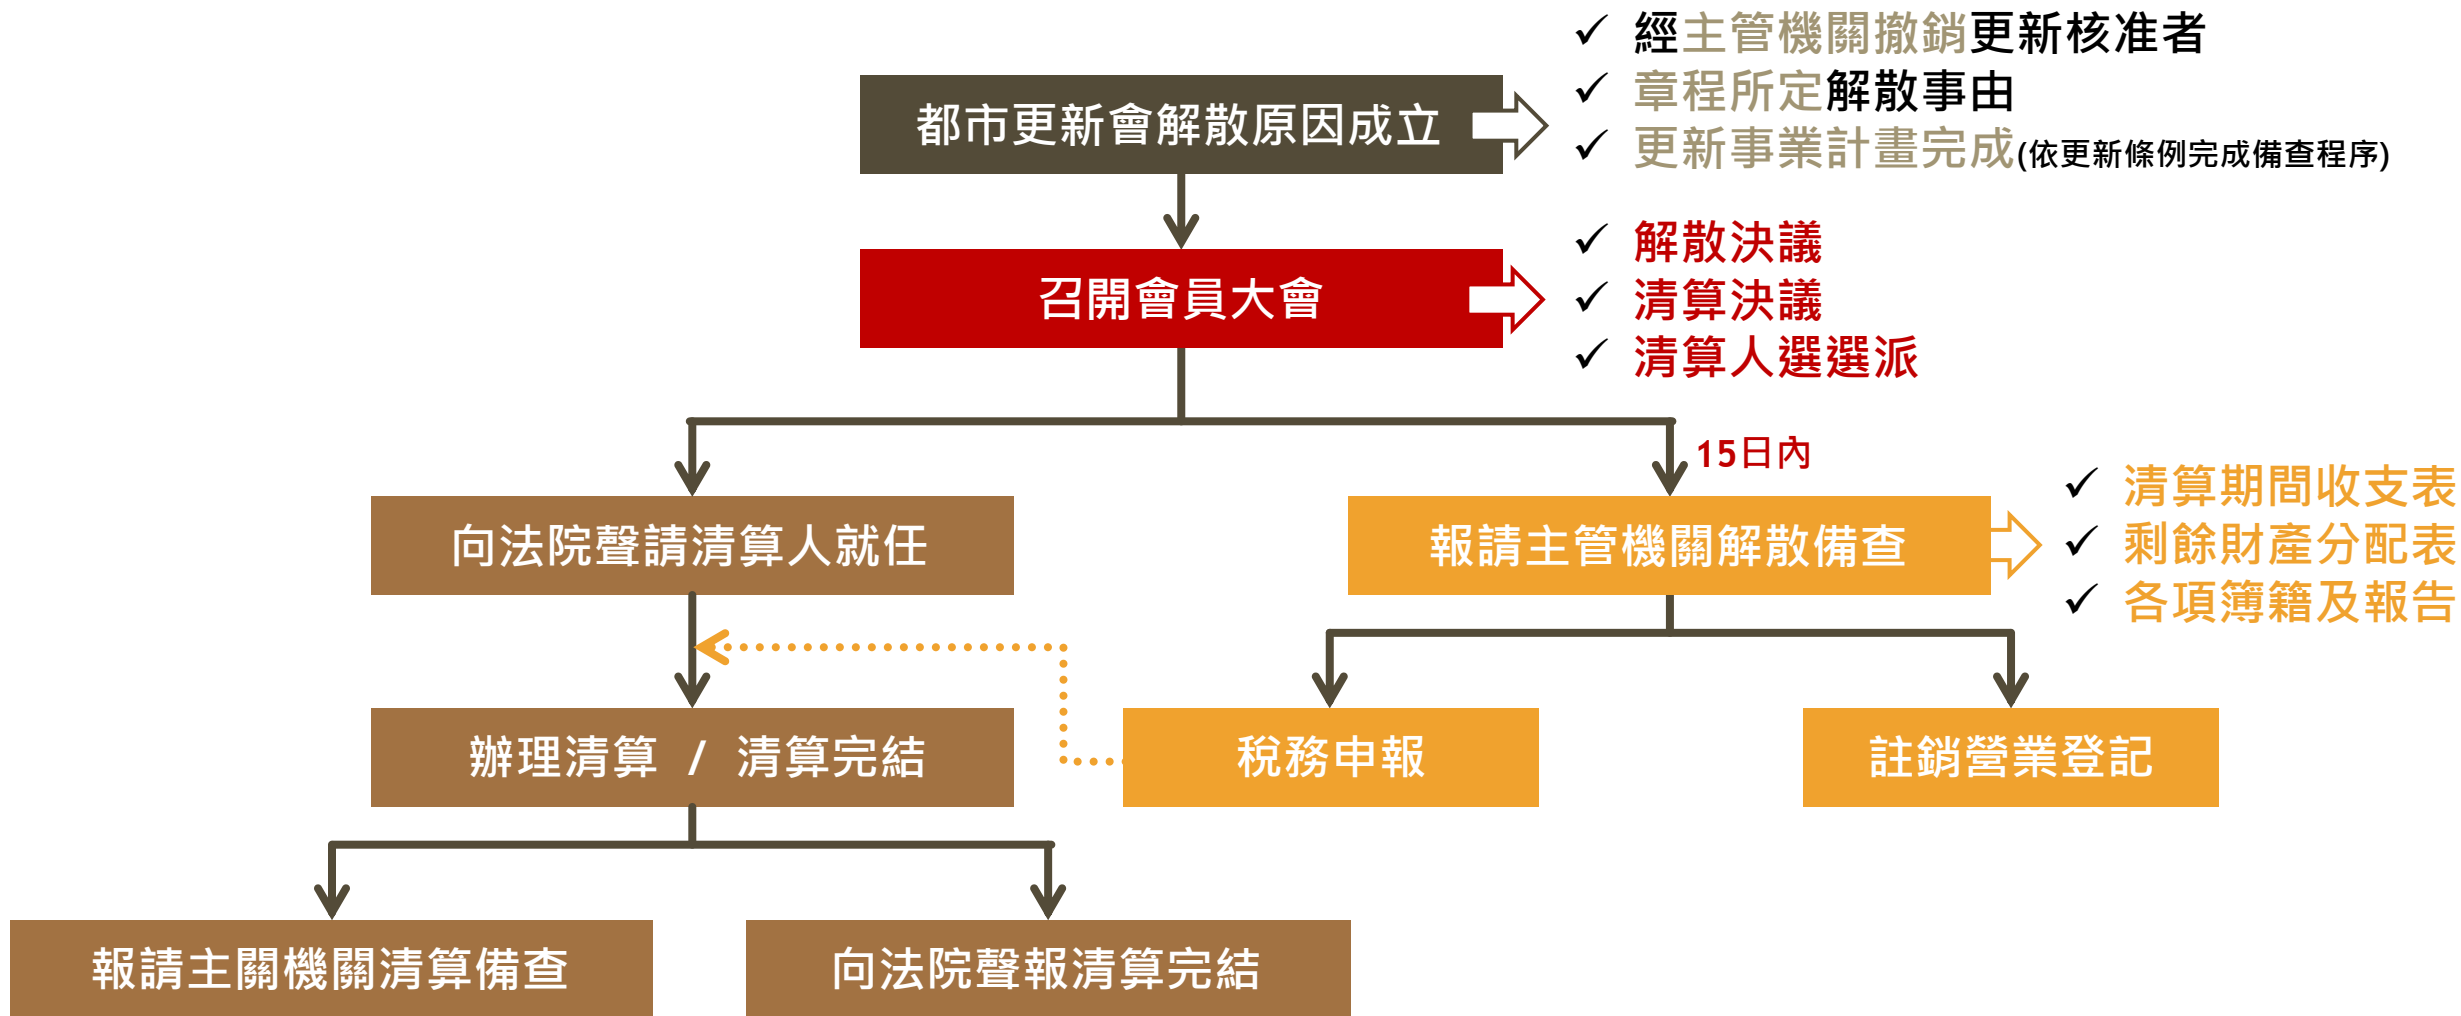 經主管機關撤銷更新核准者
都市更新會解散原因成立
章程所定解散事由
更新事業計畫完成(依更新條例完成備查程序)
召開會員大會
解散決議
清算決議
清算人選選派
15日內
向法院聲請清算人就任
報請主管機關解散備查
清算期間收支表
剩餘財產分配表
各項簿籍及報告
辦理清算 / 清算完結
稅務申報
註銷營業登記
報請主關機關清算備查
向法院聲報清算完結